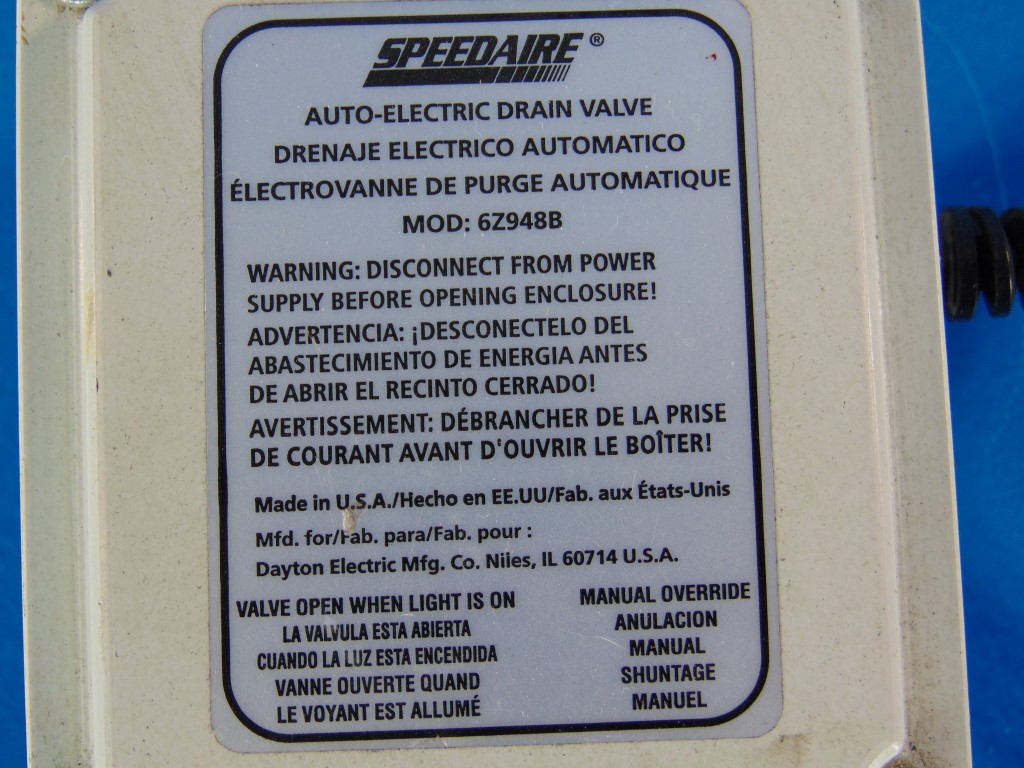 SPEEDAIRE ®
AUTO-ELECTRIC DRAIN VALVE
DRENAJE ELECTRICO AUTOMATICO
ÉLECTROVANNE DE PURGE AUTOMATIQUE
MOD: 6Z948B
WARNING: DISCONNECT FROM POWER
SUPPLY BEFORE OPENING ENCLOSURE!
ADVERTENCIA: ¡DESCONECTELO DEL
ABASTECIMIENTO DE ENERGIA ANTES
DE ABRIR EL RECINTO CERRADO!
AVERTISSEMENT: DÉBRANCHER DE LA PRISE
DE COURANT AVANT D'OUVRIR LE BOÎTER!
Made in U.S.A./Hecho en EE.UU/Fab. aux États-Unis
Mfd. for/Fab. para/Fab. pour :
Dayton Electric Mfg. Co. Niles, IL 60714 U.S.A.
VALVE OPEN WHEN LIGHT IS ON
LA VALVULA ESTA ABIERTA
CUANDO LA LUZ ESTA ENCENDIDA
VANNE OUVERTE QUAND
LE VOYANT EST ALLUMÉ
MANUAL OVERRIDE
ANULACION
MANUAL
SHUNTAGE
MANUEL